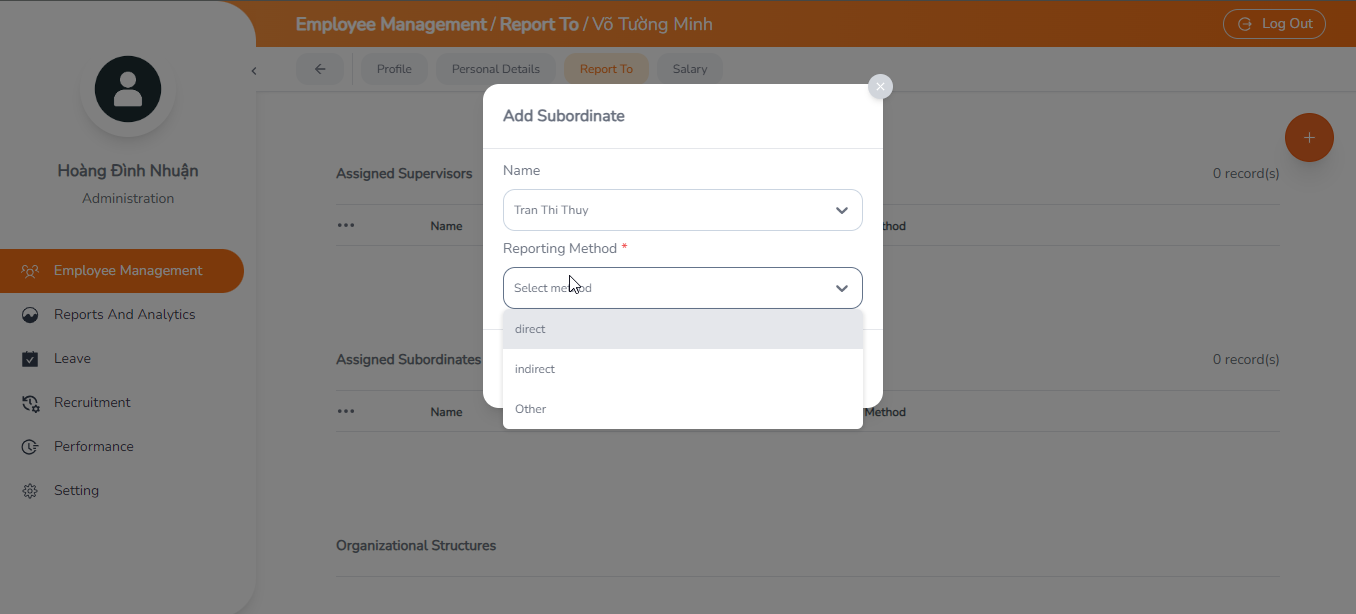 Employee Management / Report To / Võ Tường Minh
Log Out
Profile
Personal Details
Report To
Salary
Hoàng Đình Nhuận
Administration
Employee Management
Reports And Analytics
Leave
Recruitment
Performance
Setting
Add Subordinate
Name
Tran Thi Thuy
Reporting Method *
Select method
direct
indirect
Other
Assigned Supervisors
0 record(s)
Name
thod
Assigned Subordinates
0 record(s)
Name
Method
Organizational Structures